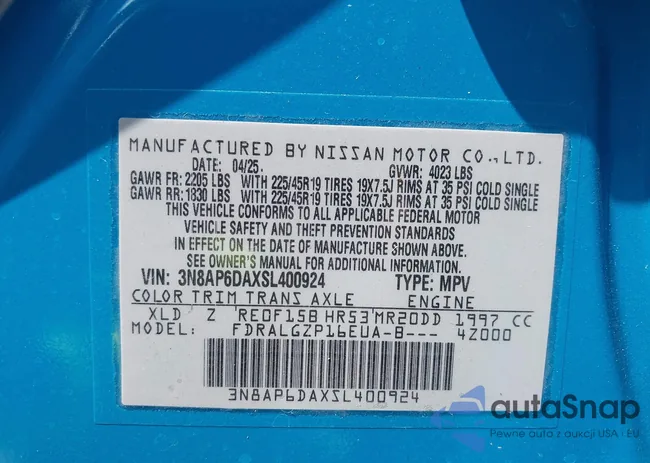 MANUFACTURED BY NISSAN MOTOR CO.,LTD.
DATE: 04/25. GVWR: 4023 LBS
GAWR FR: 2205 LBS WITH 225/45R19 TIRES 19X7.5J RIMS AT 35 PSI COLD SINGLE
GAWR RR: 1830 LBS WITH 225/45R19 TIRES 19X7.5J RIMS AT 35 PSI COLD SINGLE
THIS VEHICLE CONFORMS TO ALL APPLICABLE FEDERAL MOTOR
VEHICLE SAFETY AND THEFT PREVENTION STANDARDS
IN EFFECT ON THE DATE OF MANUFACTURE SHOWN ABOVE.
SEE OWNER'S MANUAL FOR ADDITIONAL INFORMATION.
VIN: 3N8AP6DAXSL400924 TYPE: MPV
COLOR TRIM TRANS AXLE ENGINE
XLD Z RE0F15B HR53 MR20DD 1997 CC
MODEL: FDRALGZP16EUA-B--- 4Z000
3N8AP6DAXSL400924
autaSnap
Pewne auto z aukcji USA i EU